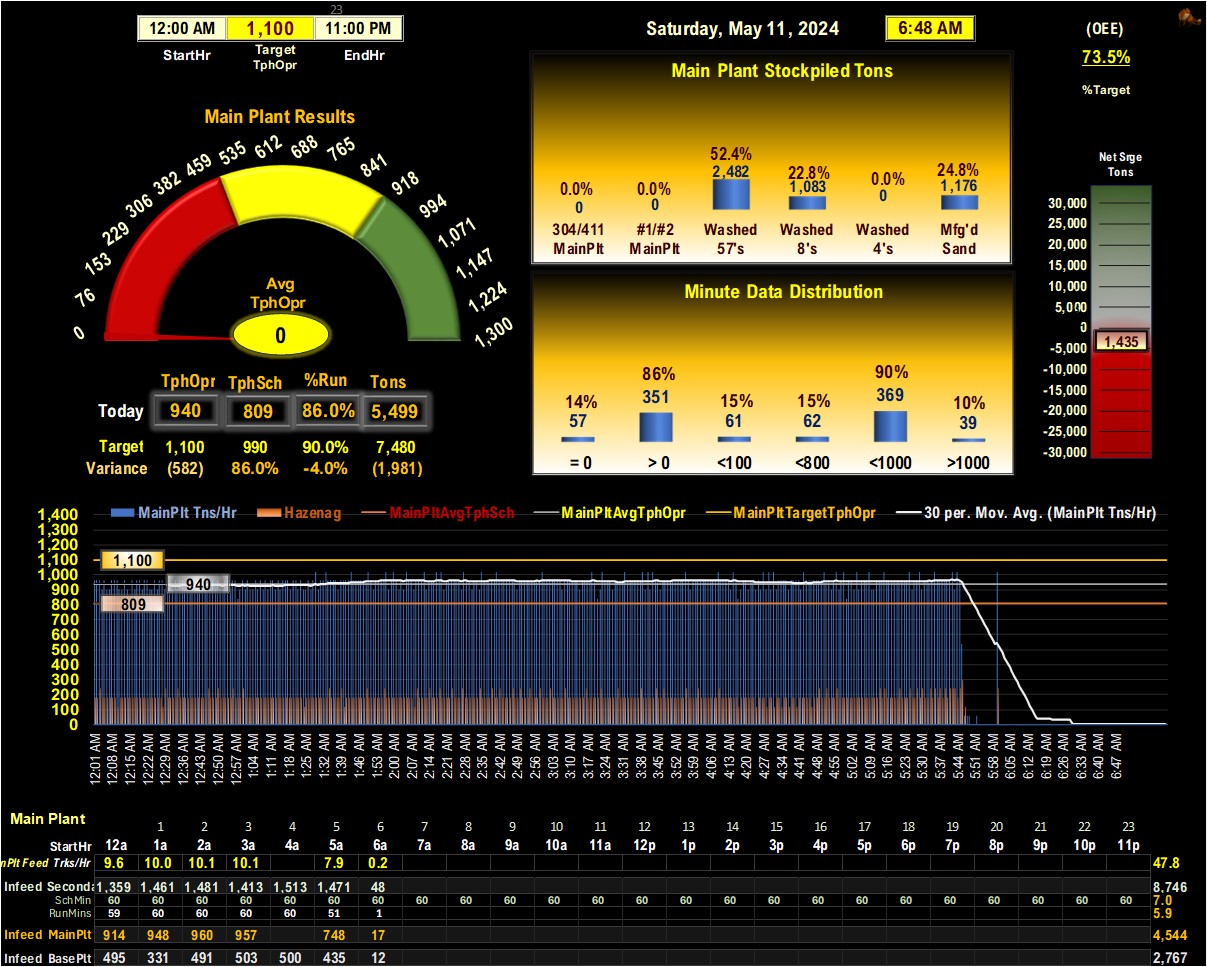 23
12:00 AM 1,100 11:00 PM
StartHr Target TphOpr EndHr
Saturday, May 11, 2024 6:48 AM
(OEE)
73.5%
%Target
Main Plant Results
0 76 153 229 306 382 459 535 612 688 765 841 918 994 1,071 1,147 1,224 1,300
Avg
TphOpr
0
TphOpr TphSch %Run Tons
Today 940 809 86.0% 5,499
Target 1,100 990 90.0% 7,480
Variance (582) 86.0% -4.0% (1,981)
Main Plant Stockpiled Tons
0.0% 0.0% 52.4% 22.8% 0.0% 24.8%
0 0 2,482 1,083 0 1,176
304/411 #1/#2 Washed Washed Washed Mfg'd
MainPlt MainPlt 57's 8's 4's Sand
Minute Data Distribution
14% 86% 15% 15% 90% 10%
57 351 61 62 369 39
= 0 > 0 <100 <800 <1000 >1000
Net Srge
Tons
30,000
25,000
20,000
15,000
10,000
5,000
0
1,435
-5,000
-10,000
-15,000
-20,000
-25,000
-30,000
MainPlt Tns/Hr Hazenag MainPltAvgTphSch MainPltAvgTphOpr MainPltTargetTphOpr 30 per. Mov. Avg. (MainPlt Tns/Hr)
1,400
1,300
1,200
1,100
1,000
900
800
700
600
500
400
300
200
100
0
1,100
940
809
12:01 AM 12:08 AM 12:15 AM 12:22 AM 12:29 AM 12:36 AM 12:43 AM 12:50 AM 12:57 AM 1:04 AM 1:11 AM 1:18 AM 1:25 AM 1:32 AM 1:39 AM 1:46 AM 1:53 AM 2:00 AM 2:07 AM 2:14 AM 2:21 AM 2:28 AM 2:35 AM 2:42 AM 2:49 AM 2:56 AM 3:03 AM 3:10 AM 3:17 AM 3:24 AM 3:31 AM 3:38 AM 3:45 AM 3:52 AM 3:59 AM 4:06 AM 4:13 AM 4:20 AM 4:27 AM 4:34 AM 4:41 AM 4:48 AM 4:55 AM 5:02 AM 5:09 AM 5:16 AM 5:23 AM 5:30 AM 5:37 AM 5:44 AM 5:51 AM 5:58 AM 6:05 AM 6:12 AM 6:19 AM 6:26 AM 6:33 AM 6:40 AM 6:47 AM
Main Plant
1 2 3 4 5 6 7 8 9 10 11 12 13 14 15 16 17 18 19 20 21 22 23
StartHr 12a 1a 2a 3a 4a 5a 6a 7a 8a 9a 10a 11a 12p 1p 2p 3p 4p 5p 6p 7p 8p 9p 10p 11p
nPlt Feed Trks/Hr 9.6 10.0 10.1 10.1 7.9 0.2 47.8
Infeed Seconda 1,359 1,461 1,481 1,413 1,513 1,471 48 8,746
SchMin 60 60 60 60 60 60 60 60 60 60 60 60 60 60 60 60 60 60 60 60 60 60 60 60 7.0
RunMins 59 60 60 60 60 51 1 5.9
Infeed MainPlt 914 948 960 957 748 17 4,544
Infeed BasePlt 495 331 491 503 500 435 12 2,767